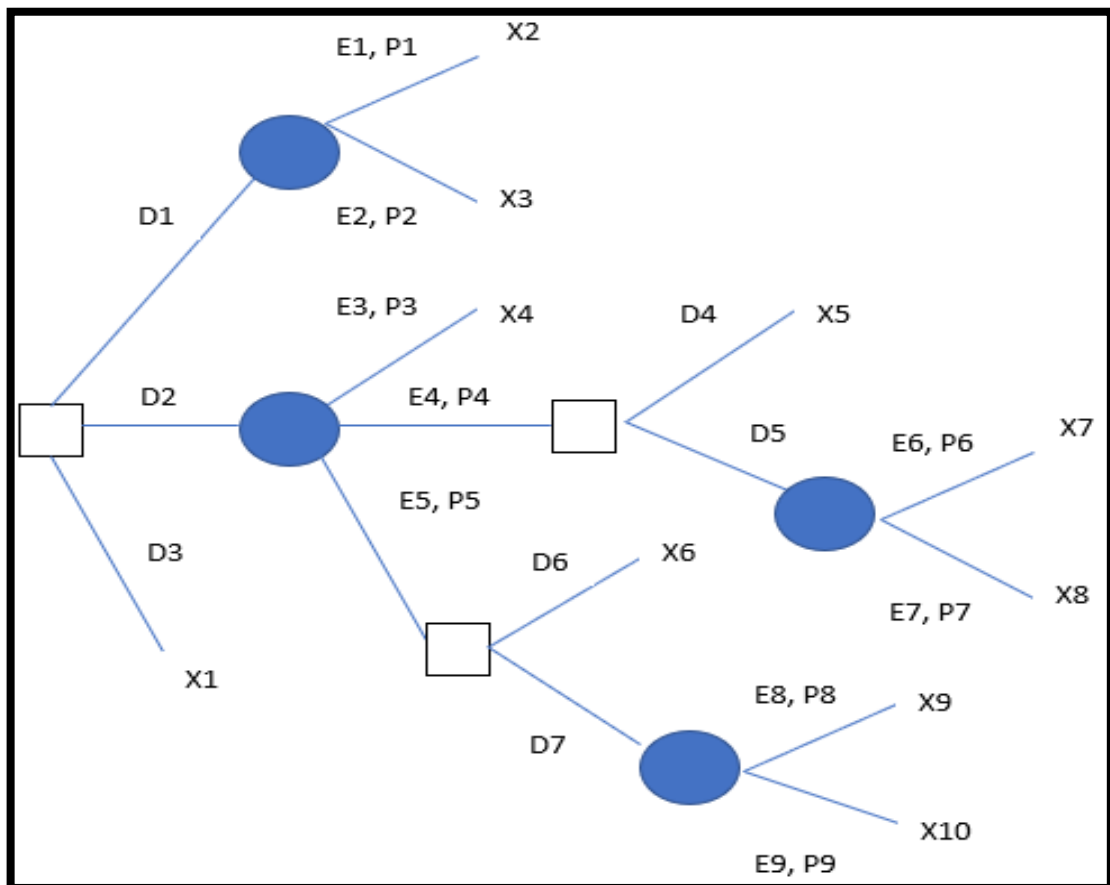 E1, P1
X2
X3
D1
E2, P2
E3, P3
X4
D4
X5
D2
E4, P4
D5
E6, P6
X7
E5, P5
D3
D6
X6
E7, P7
X8
X1
E8, P8
X9
D7
X10
E9, P9